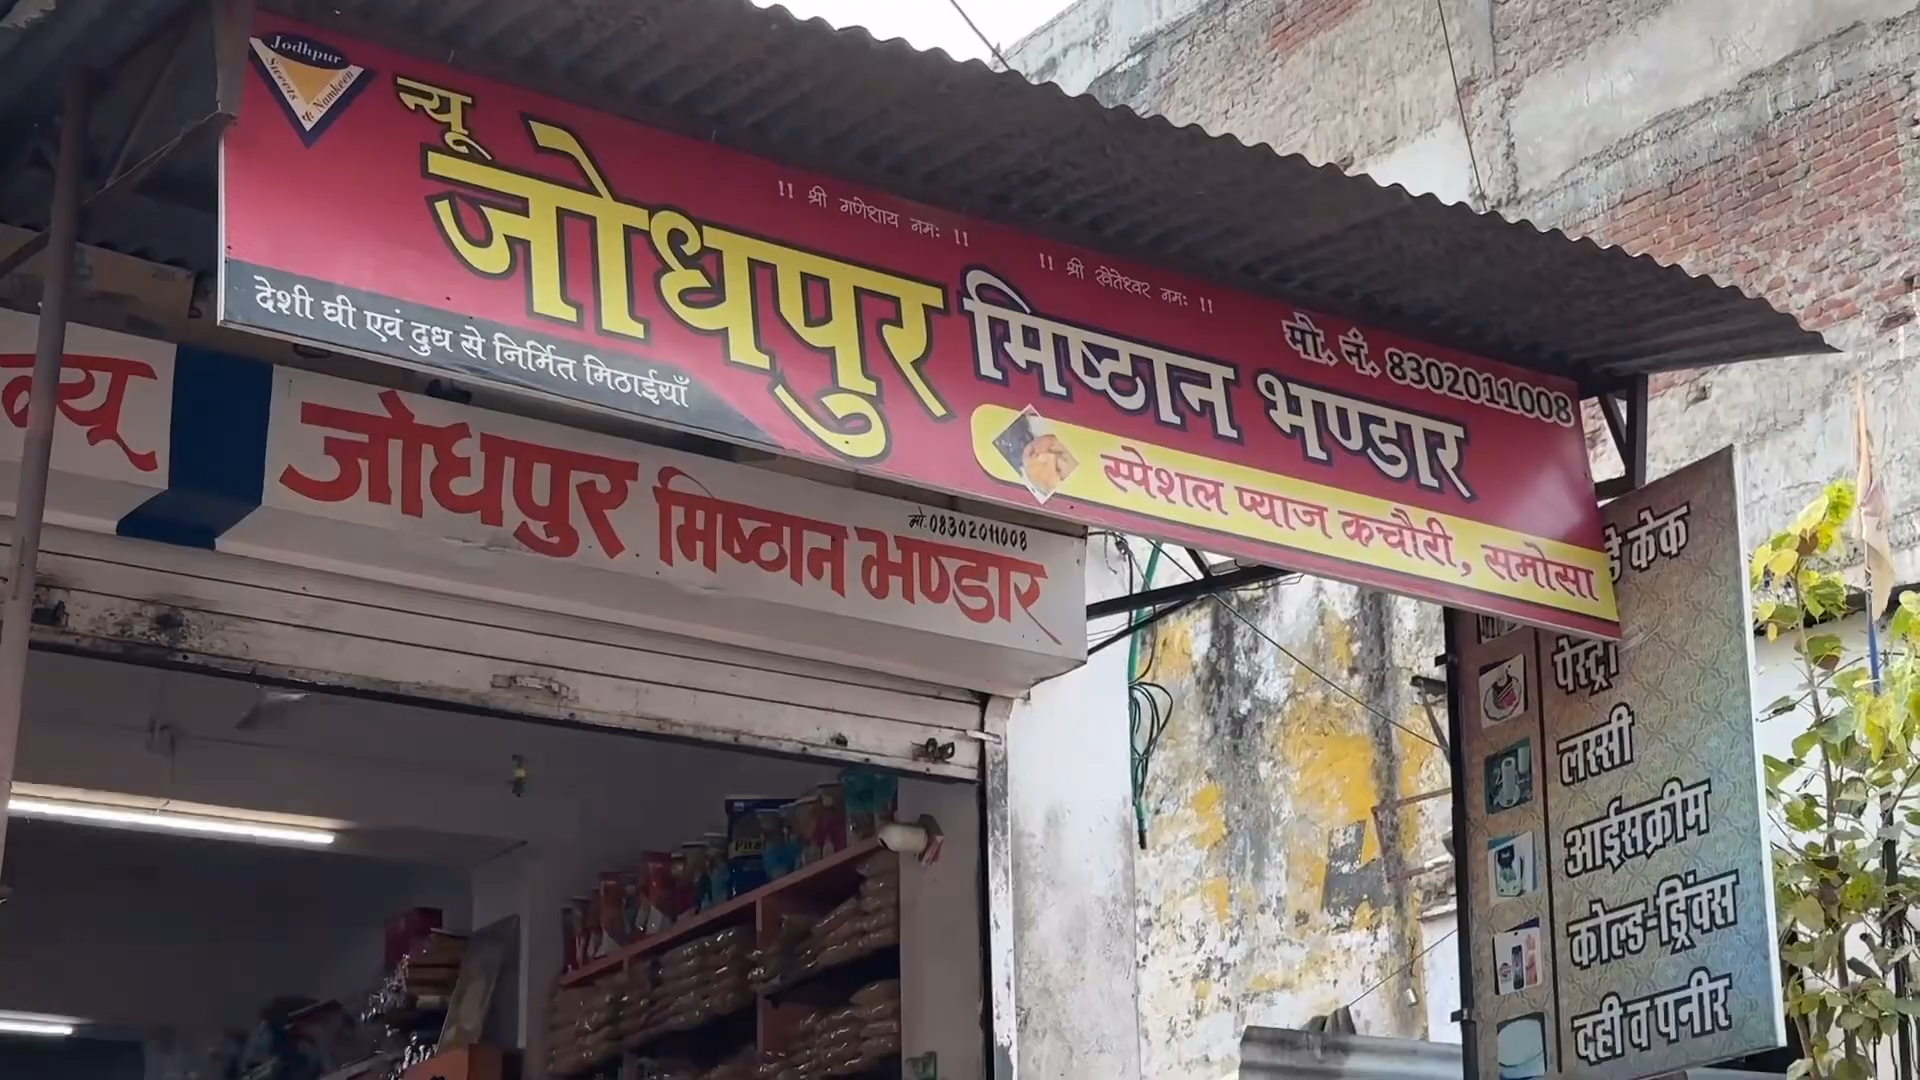 Jodhpur
Sweets & Namkeen
न्यू
जोधपुर मिष्ठान भण्डार
!! श्री गणेशाय नमः !!
!! श्री खेतेश्वर नमः !!
मो. नं. 8302011008
देशी घी एवं दुध से निर्मित मिठाईयाँ
स्पेशल प्याज कचौरी, समोसा
न्यू
जोधपुर मिष्ठान भण्डार
मो. 08302011008
केक
पेस्ट्री
लस्सी
आईसक्रीम
कोल्ड-ड्रिंक्स
दही व पनीर